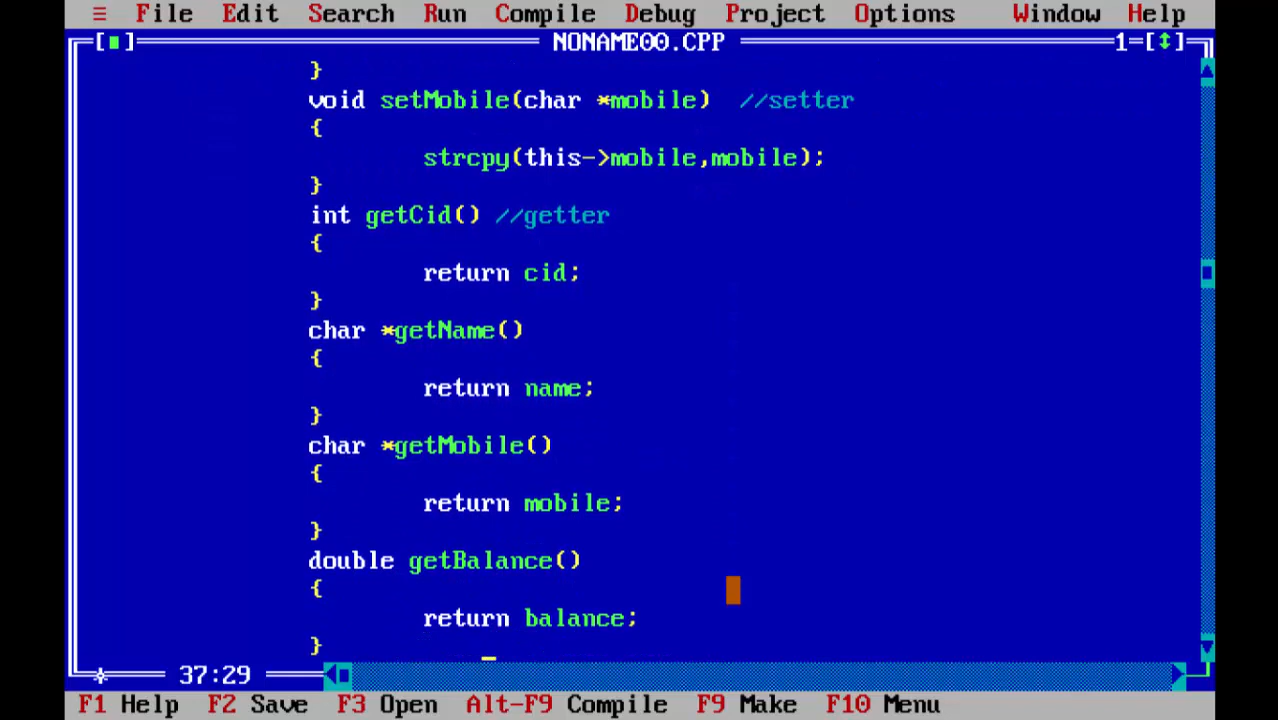 ≡ File Edit Search Run Compile Debug Project Options Window Help
[■] NONAME00.CPP 1=[↕]
}
void setMobile(char *mobile) //setter
{
strcpy(this->mobile,mobile);
}
int getCid() //getter
{
return cid;
}
char *getName()
{
return name;
}
char *getMobile()
{
return mobile;
}
double getBalance()
{
return balance;
}
37:29
F1 Help F2 Save F3 Open Alt-F9 Compile F9 Make F10 Menu